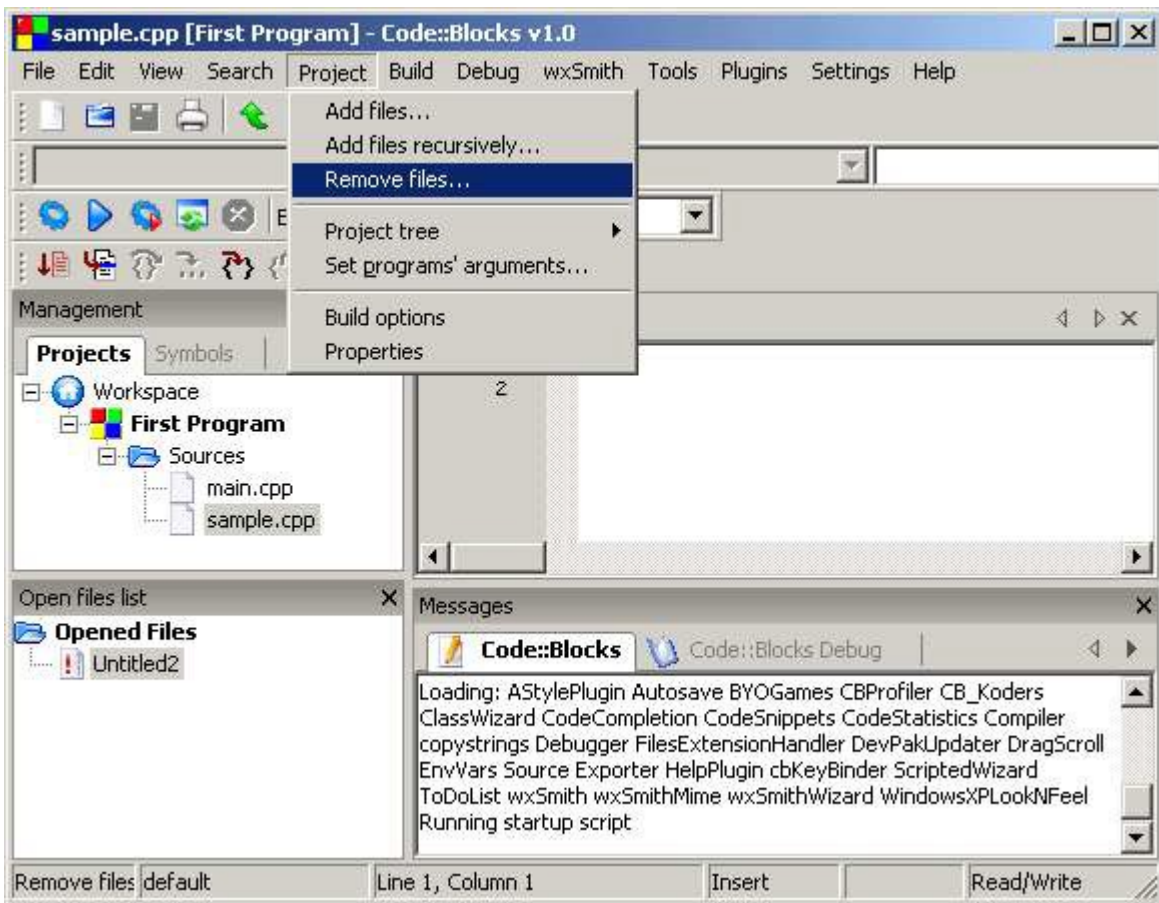 sample.cpp [First Program] - Code::Blocks v1.0
File Edit View Search Project Build Debug wxSmith Tools Plugins Settings Help
Add files...
Add files recursively...
Remove files...
Project tree
Set programs' arguments...
Build options
Properties
Management
Projects Symbols
Workspace
First Program
Sources
main.cpp
sample.cpp
2
Open files list
Opened Files
Untitled2
Messages
Code::Blocks Code::Blocks Debug
Loading: AStylePlugin Autosave BYOGames CBProfiler CB_Koders
ClassWizard CodeCompletion CodeSnippets CodeStatistics Compiler
copystrings Debugger FilesExtensionHandler DevPakUpdater DragScroll
EnvVars Source Exporter HelpPlugin cbKeyBinder ScriptedWizard
ToDoList wxSmith wxSmithMime wxSmithWizard WindowsXPLookNFeel
Running startup script
Remove files default Line 1, Column 1 Insert Read/Write